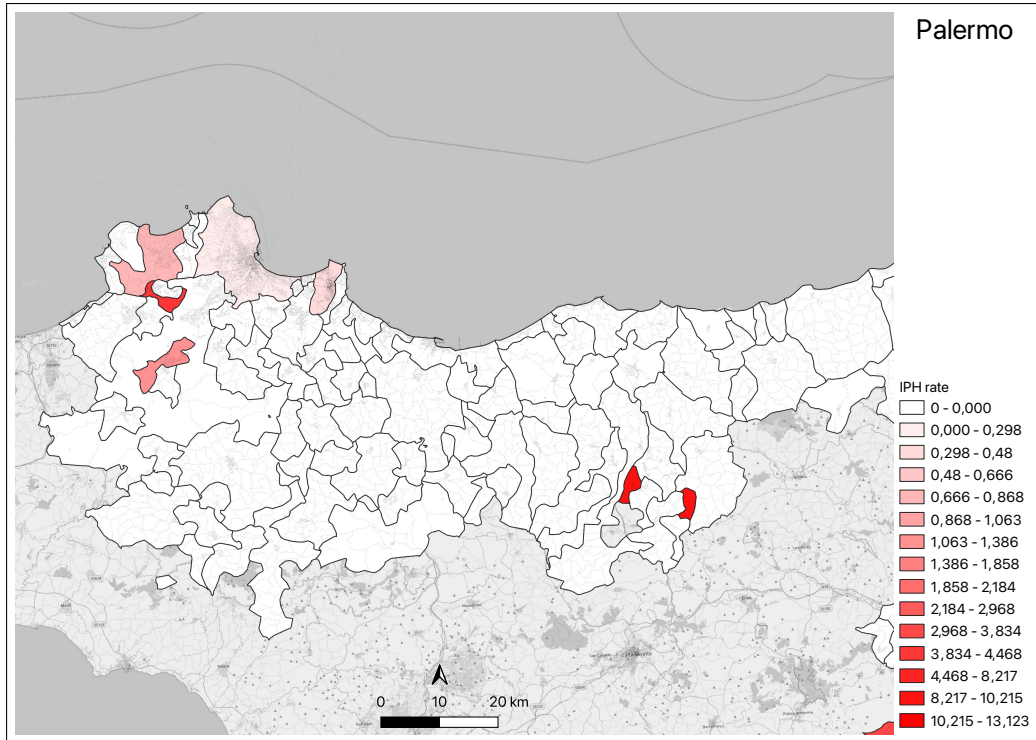 Palermo
IPH rate
0 - 0,000
0,000 - 0,298
0,298 - 0,48
0,48 - 0,666
0,666 - 0,868
0,868 - 1,063
1,063 - 1,386
1,386 - 1,858
1,858 - 2,184
2,184 - 2,968
2,968 - 3,834
3,834 - 4,468
4,468 - 8,217
8,217 - 10,215
10,215 - 13,123
0 10 20 km